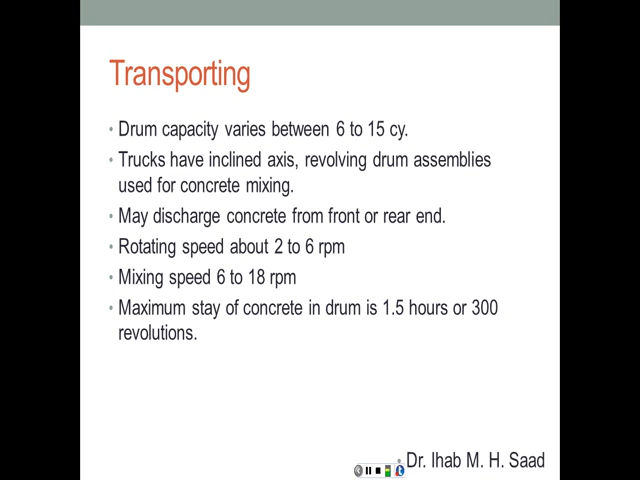 Transporting
• Drum capacity varies between 6 to 15 cy.
• Trucks have inclined axis, revolving drum assemblies
used for concrete mixing.
• May discharge concrete from front or rear end.
• Rotating speed about 2 to 6 rpm
• Mixing speed 6 to 18 rpm
• Maximum stay of concrete in drum is 1.5 hours or 300
revolutions.
• Dr. Ihab M. H. Saad